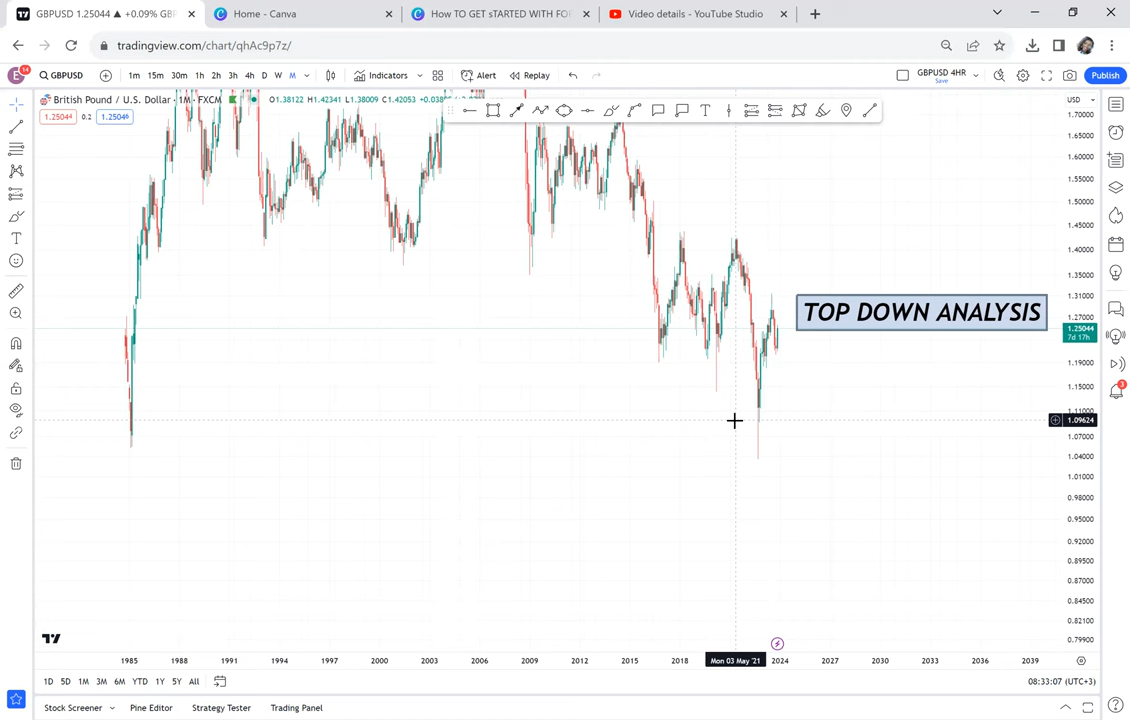 GBPUSD 1.25044 ▲ +0.09% GBPUS
Home - Canva
How TO GET sTARTED WITH FOR
Video details - YouTube Studio
tradingview.com/chart/qhAc9p7z/
E 14 GBPUSD 1m 15m 30m 1h 2h 3h 4h D W M Indicators Alert Replay GBPUSD 4HR Save Publish
British Pound / U.S. Dollar · 1M · FXCM O1.38122 H1.42341 L1.38009 C1.42053 USD
1.25044 0.2 1.25046
1.70000
1.65000
1.60000
1.55000
1.50000
1.45000
1.40000
1.35000
1.31000
TOP DOWN ANALYSIS
1.27000
1.25044
7d 17h
1.19000
1.15000
1.11000
1.09624
1.07000
1.04000
1.01000
0.98000
0.95000
0.92000
0.89500
0.87000
0.84500
0.82100
0.79900
1985 1988 1991 1994 1997 2000 2003 2006 2009 2012 2015 2018 Mon 03 May '21 2024 2027 2030 2033 2036 2039
1D 5D 1M 3M 6M YTD 1Y 5Y All 08:33:07 (UTC+3)
Stock Screener Pine Editor Strategy Tester Trading Panel
3